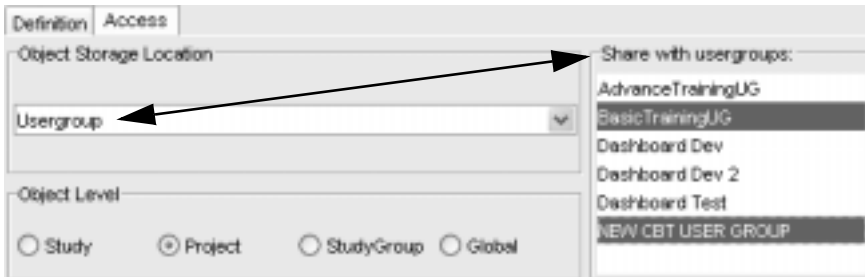 Definition Access
Object Storage Location
Usergroup
Object Level
Study Project StudyGroup Global
Share with usergroups:
AdvanceTrainingUG
BasicTrainingUG
Dashboard Dev
Dashboard Dev 2
Dashboard Test
NEW CBT USER GROUP